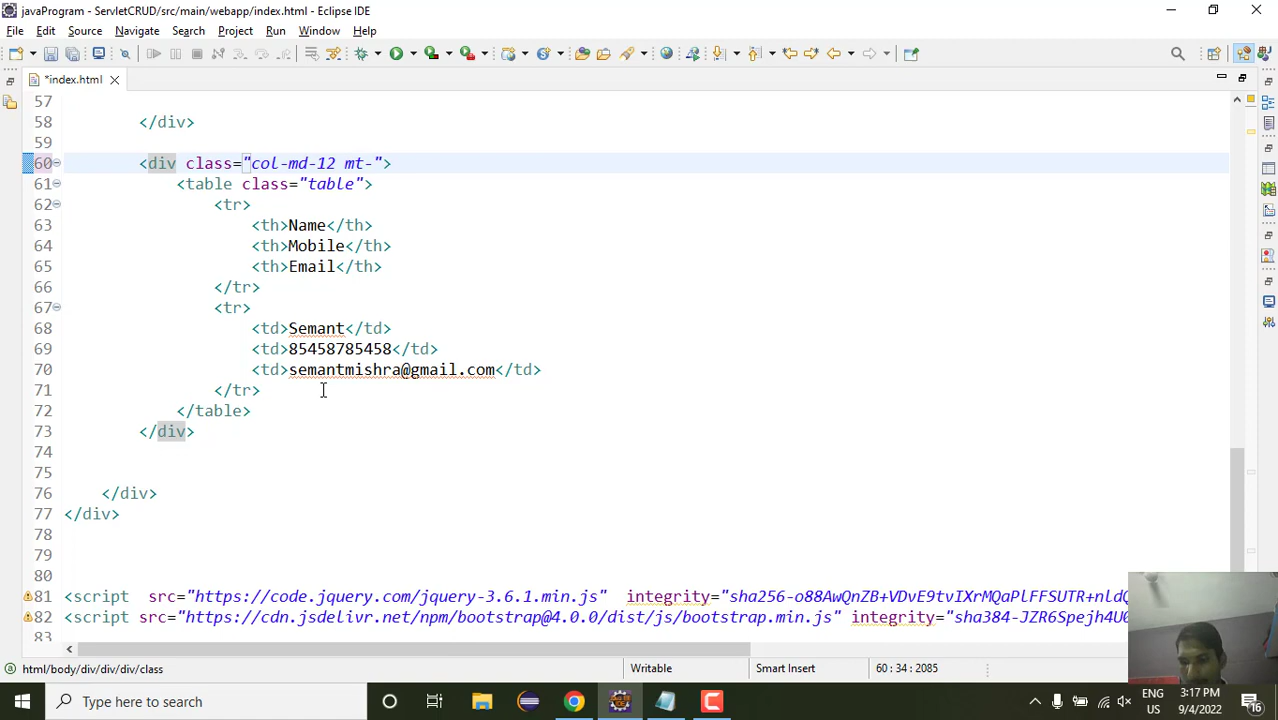 javaProgram - ServletCRUD/src/main/webapp/index.html - Eclipse IDE
File Edit Source Navigate Search Project Run Window Help
*index.html
57
58 </div>
59
60 <div class="col-md-12 mt-">
61 <table class="table">
62 <tr>
63 <th>Name</th>
64 <th>Mobile</th>
65 <th>Email</th>
66 </tr>
67 <tr>
68 <td>Semant</td>
69 <td>85458785458</td>
70 <td>semantmishra@gmail.com</td>
71 </tr>
72 </table>
73 </div>
74
75
76 </div>
77 </div>
78
79
80
81 <script src="https://code.jquery.com/jquery-3.6.1.min.js" integrity="sha256-o88AwQnZB+VDvE9tvIXrMQaPlFFSUTR+nldQ
82 <script src="https://cdn.jsdelivr.net/npm/bootstrap@4.0.0/dist/js/bootstrap.min.js" integrity="sha384-JZR6Spejh4U0
83
html/body/div/div/div/class Writable Smart Insert 60 : 34 : 2085
Type here to search ENG US 3:17 PM 9/4/2022 16